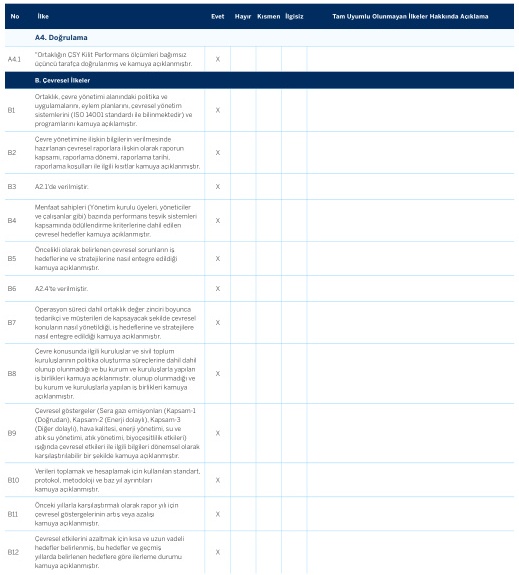 No İlke Evet Hayır Kısmen İlgisiz Tam Uyumlu Olunmayan İlkeler Hakkında Açıklama
A4. Doğrulama
A4.1 "Ortaklığın ÇSY Kilit Performans ölçümleri bağımsız
üçüncü tarafça doğrulanmış ve kamuya açıklanmıştır. X
B. Çevresel İlkeler
B1 Ortaklık, çevre yönetimi alanındaki politika ve
uygulamalarını, eylem planlarını, çevresel yönetim
sistemlerini (ISO 14001 standardı ile bilinmektedir) ve
programlarını kamuya açıklamıştır. X
B2 Çevre yönetimine ilişkin bilgilerin verilmesinde
hazırlanan çevresel raporlara ilişkin olarak raporun
kapsamı, raporlama dönemi, raporlama tarihi,
raporlama koşulları ile ilgili kısıtlar kamuya açıklanmıştır. X
B3 A2.1'de verilmiştir. X
B4 Menfaat sahipleri (Yönetim kurulu üyeleri, yöneticiler
ve çalışanlar gibi) bazında performans teşvik sistemleri
kapsamında ödüllendirme kriterlerine dahil edilen
çevresel hedefler kamuya açıklanmıştır. X
B5 Öncelikli olarak belirlenen çevresel sorunların iş
hedeflerine ve stratejilerine nasıl entegre edildiği
kamuya açıklanmıştır. X
B6 A2.4'te verilmiştir. X
B7 Operasyon süreci dahil ortaklık değer zinciri boyunca
tedarikçi ve müşterileri de kapsayacak şekilde çevresel
konuların nasıl yönetildiği, iş hedeflerine ve stratejilere
nasıl entegre edildiği kamuya açıklanmıştır. X
B8 Çevre konusunda ilgili kuruluşlar ve sivil toplum
kuruluşlarının politika oluşturma süreçlerine dahil dahil
olunup olunmadığı ve bu kurum ve kuruluşlarla yapılan
iş birlikleri kamuya açıklanmıştır. olunup olunmadığı ve
bu kurum ve kuruluşlarla yapılan iş birlikleri kamuya
açıklanmıştır. X
B9 Çevresel göstergeler (Sera gazı emisyonları (Kapsam-1
(Doğrudan), Kapsam-2 (Enerji dolaylı), Kapsam-3
(Diğer dolaylı), hava kalitesi, enerji yönetimi, su ve
atık su yönetimi, atık yönetimi, biyoçeşitlilik etkileri)
ışığında çevresel etkileri ile ilgili bilgileri dönemsel olarak
karşılaştırılabilir bir şekilde kamuya açıklanmıştır. X
B10 Verileri toplamak ve hesaplamak için kullanılan standart,
protokol, metodoloji ve baz yıl ayrıntıları
kamuya açıklanmıştır. X
B11 Önceki yıllarla karşılaştırmalı olarak rapor yılı için
çevresel göstergelerinin artış veya azalışı
kamuya açıklanmıştır. X
B12 Çevresel etkilerini azaltmak için kısa ve uzun vadeli
hedefler belirlenmiş, bu hedefler ve geçmiş
yıllarda belirlenen hedeflere göre ilerleme durumu
kamuya açıklanmıştır. X